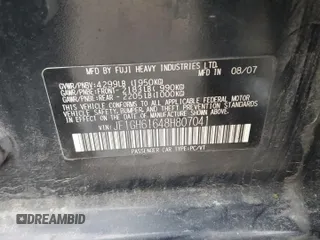 MFD BY FUJI HEAVY INDUSTRIES LTD. IN 08/07
GVWR/PNBV:4299LB (1950KG)
GAWR/PNBE:FRONT-2183LB( 990KG)
GAWR/PNBE:REAR -2205LB(1000KG)
THIS VEHICLE CONFORMS TO ALL APPLICABLE FEDERAL MOTOR
VEHICLE SAFETY, BUMPER, AND THEFT PREVENTION STANDARDS
IN EFFECT ON THE DATE OF MANUFACTURE SHOWN ABOVE.
VIN: JF1GH61648H807041
PASSENGER CAR TYPE:PC/VT
DREAMBID